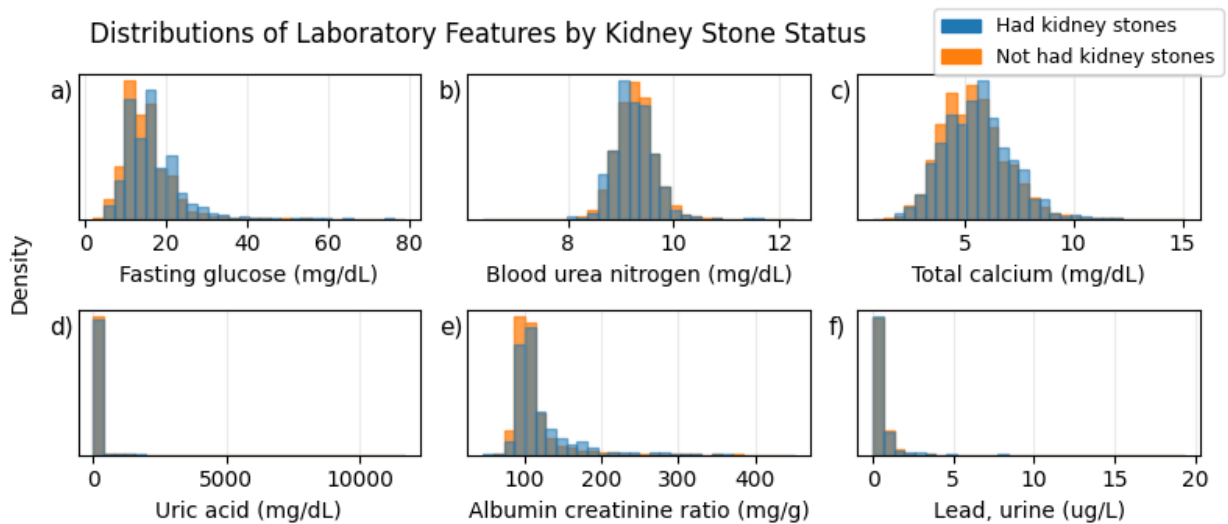 Distributions of Laboratory Features by Kidney Stone Status
Had kidney stones
Not had kidney stones
Density
a)
0 20 40 60 80
Fasting glucose (mg/dL)
b)
8 10 12
Blood urea nitrogen (mg/dL)
c)
5 10 15
Total calcium (mg/dL)
d)
0 5000 10000
Uric acid (mg/dL)
e)
100 200 300 400
Albumin creatinine ratio (mg/g)
f)
0 5 10 15 20
Lead, urine (ug/L)